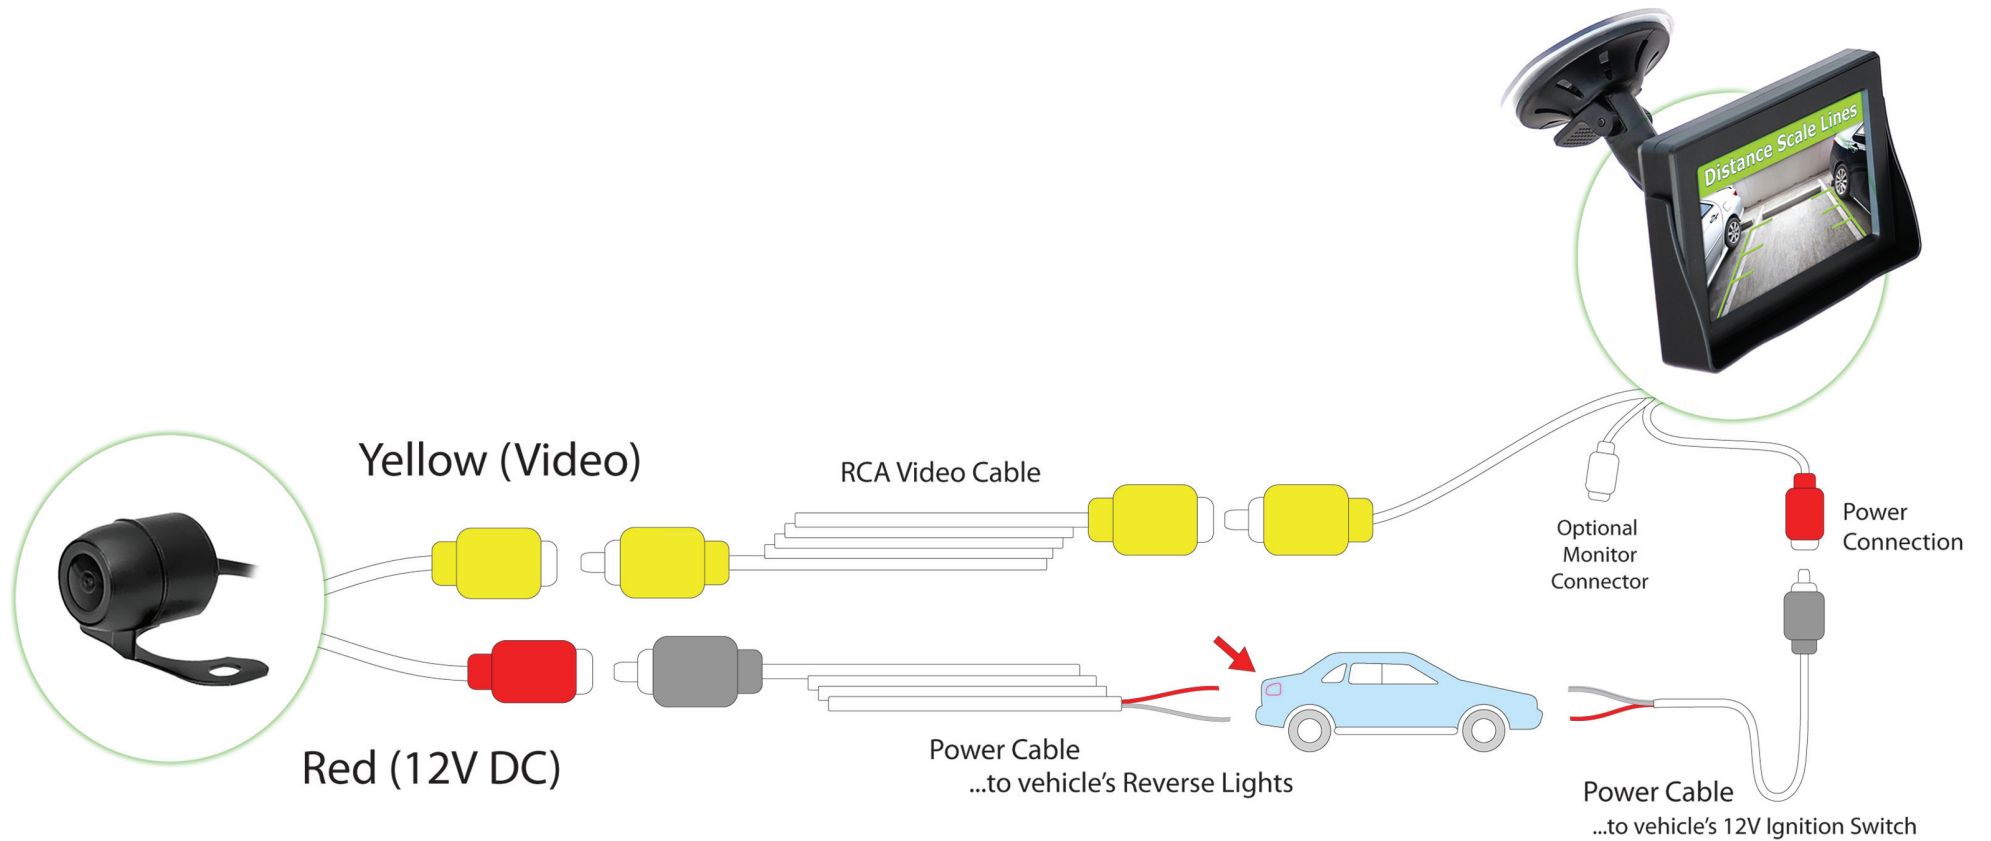 Distance Scale Lines
Yellow (Video)
RCA Video Cable
Optional
Monitor
Connector
Power
Connection
Red (12V DC)
Power Cable
...to vehicle's Reverse Lights
Power Cable
...to vehicle's 12V Ignition Switch